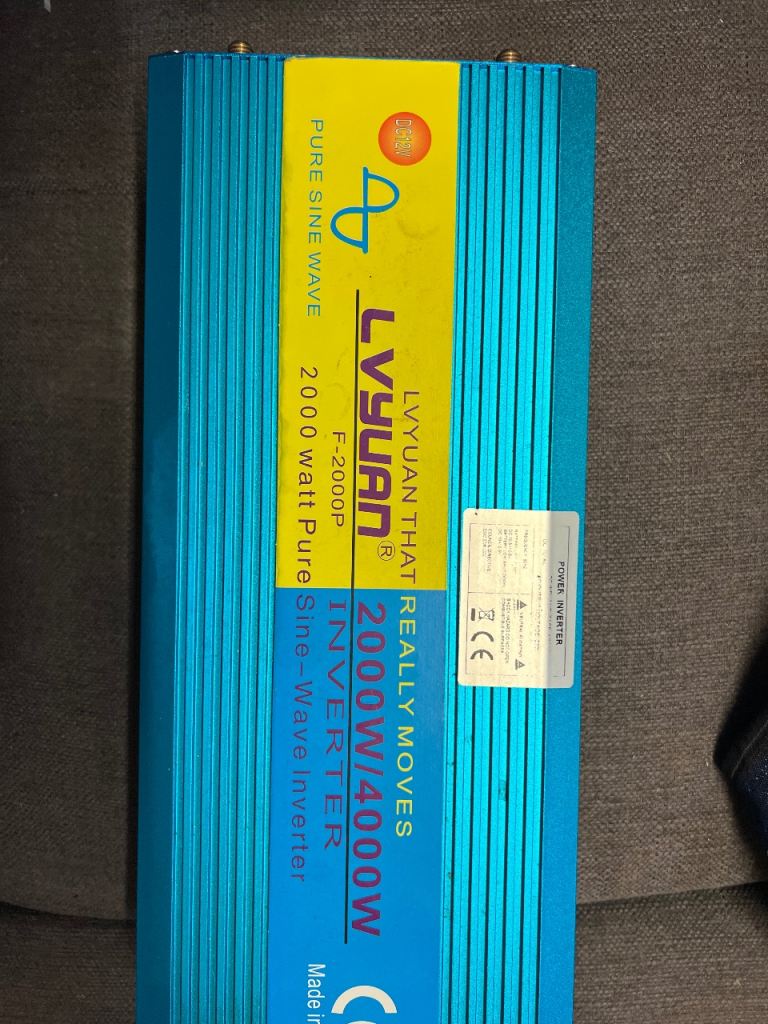 DC12V
PURE SINE WAVE
LVYUAN THAT REALLY MOVES
LVYUAN® 2000W/4000W
F-2000P INVERTER
2000 watt Pure Sine-Wave Inverter
Made in
POWER INVERTER
CE